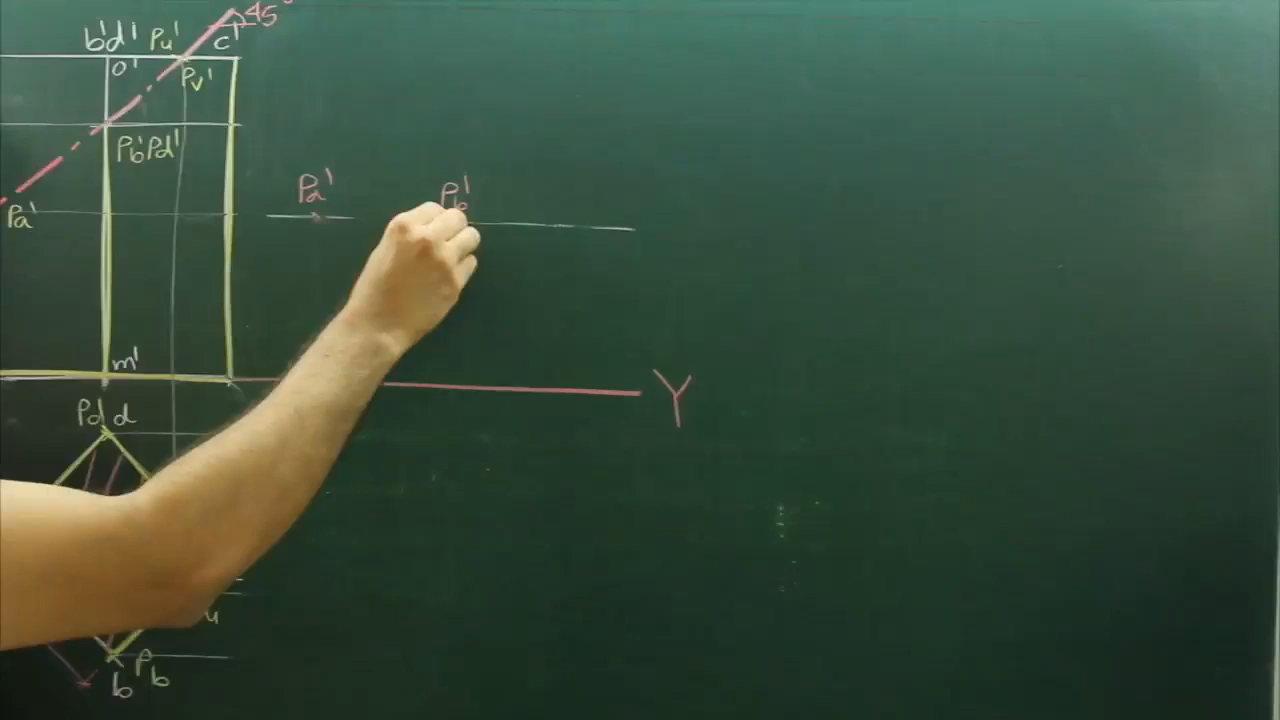 45°
b'd' Pu' c'
o' Pv'
Pb'Pd'
Pa' Pb'
Pa'
m'
Y
Pd d
u
Pb
b